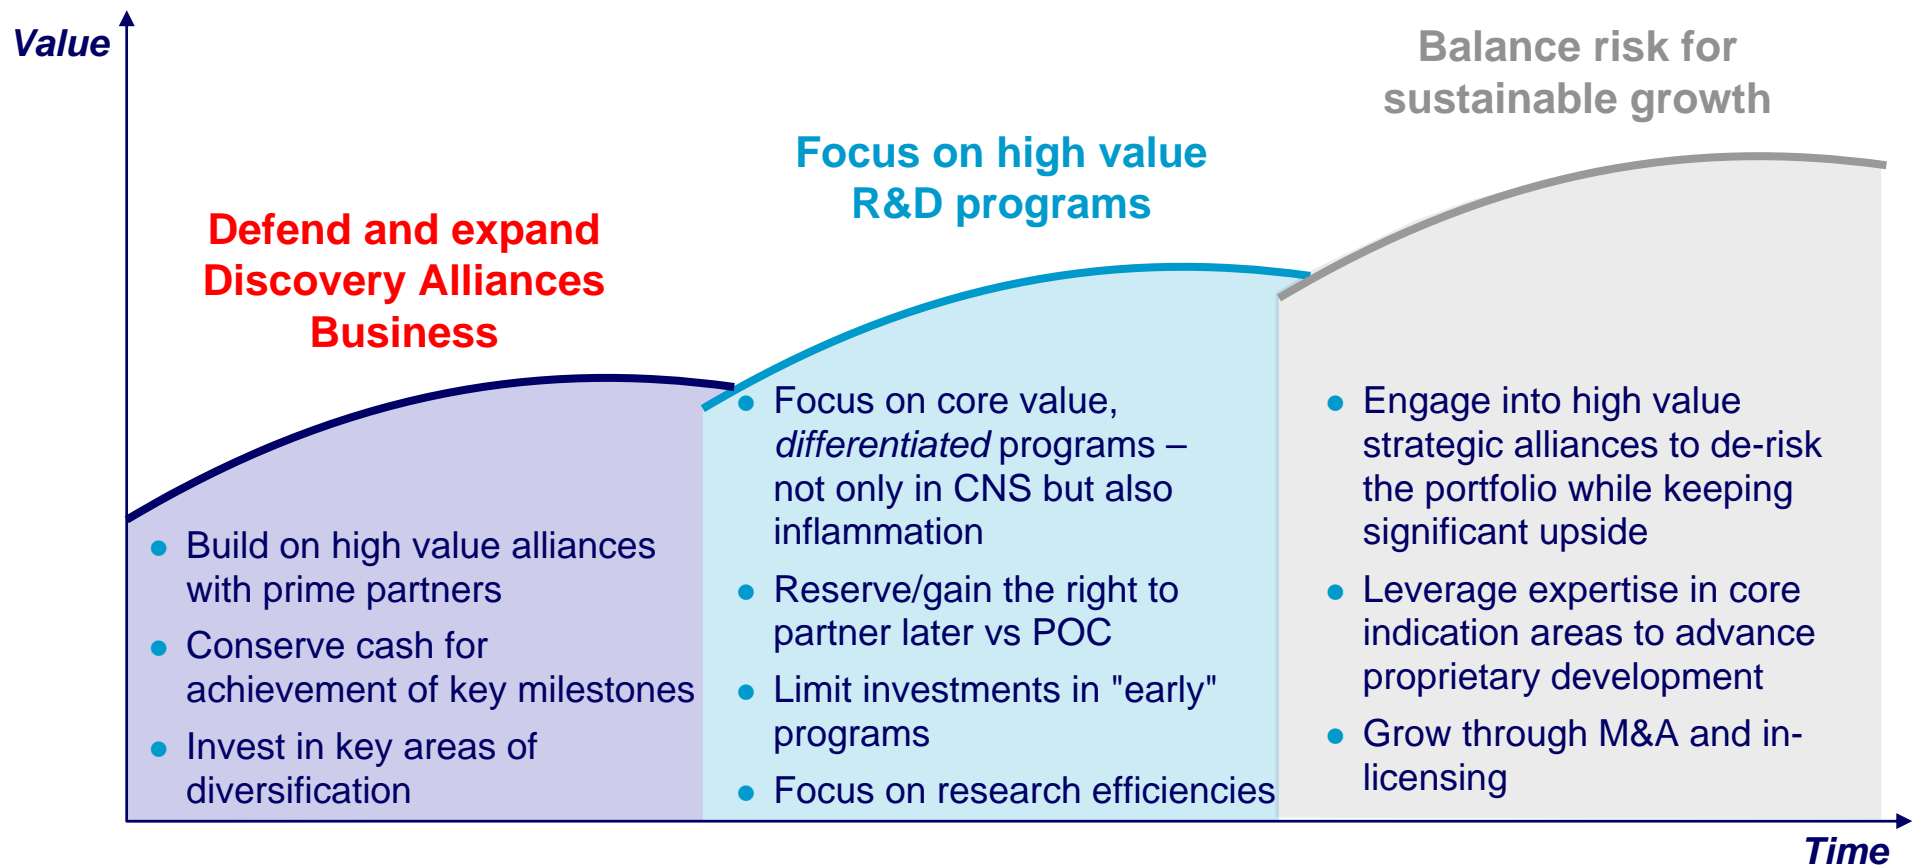 Value
Defend and expand
Discovery Alliances
Business
● Build on high value alliances
with prime partners
● Conserve cash for
achievement of key milestones
● Invest in key areas of
diversification
Focus on high value
R&D programs
● Focus on core value,
differentiated programs –
not only in CNS but also
inflammation
● Reserve/gain the right to
partner later vs POC
● Limit investments in "early"
programs
● Focus on research efficiencies
Balance risk for
sustainable growth
● Engage into high value
strategic alliances to de-risk
the portfolio while keeping
significant upside
● Leverage expertise in core
indication areas to advance
proprietary development
● Grow through M&A and in-
licensing
Time